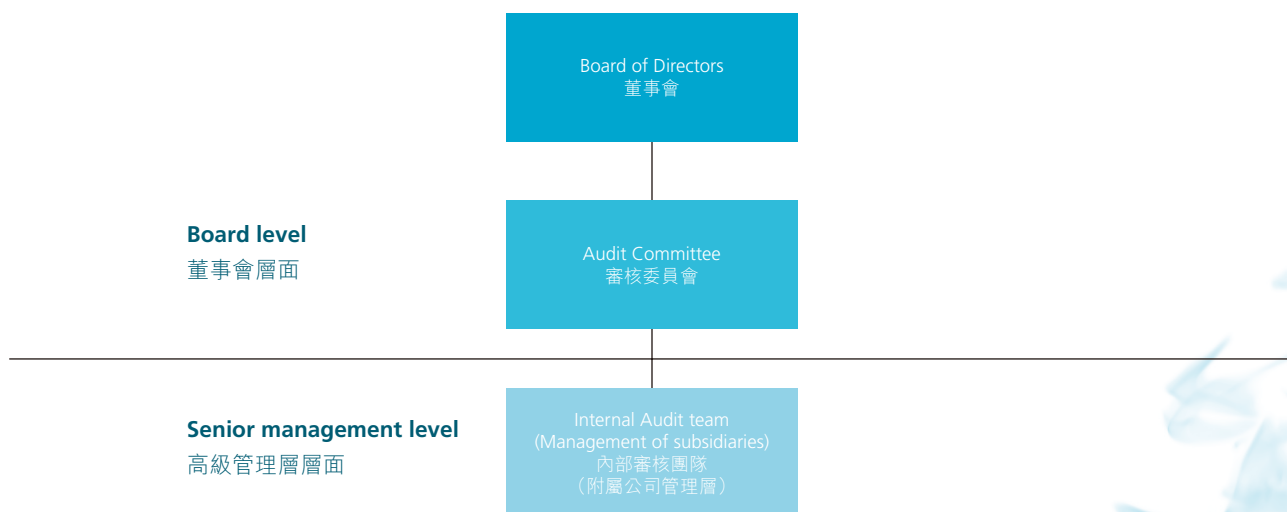 Board of Directors
董事會
Board level
董事會層面
Audit Committee
審核委員會
Senior management level
高級管理層層面
Internal Audit team
(Management of subsidiaries)
內部審核團隊
（附屬公司管理層）